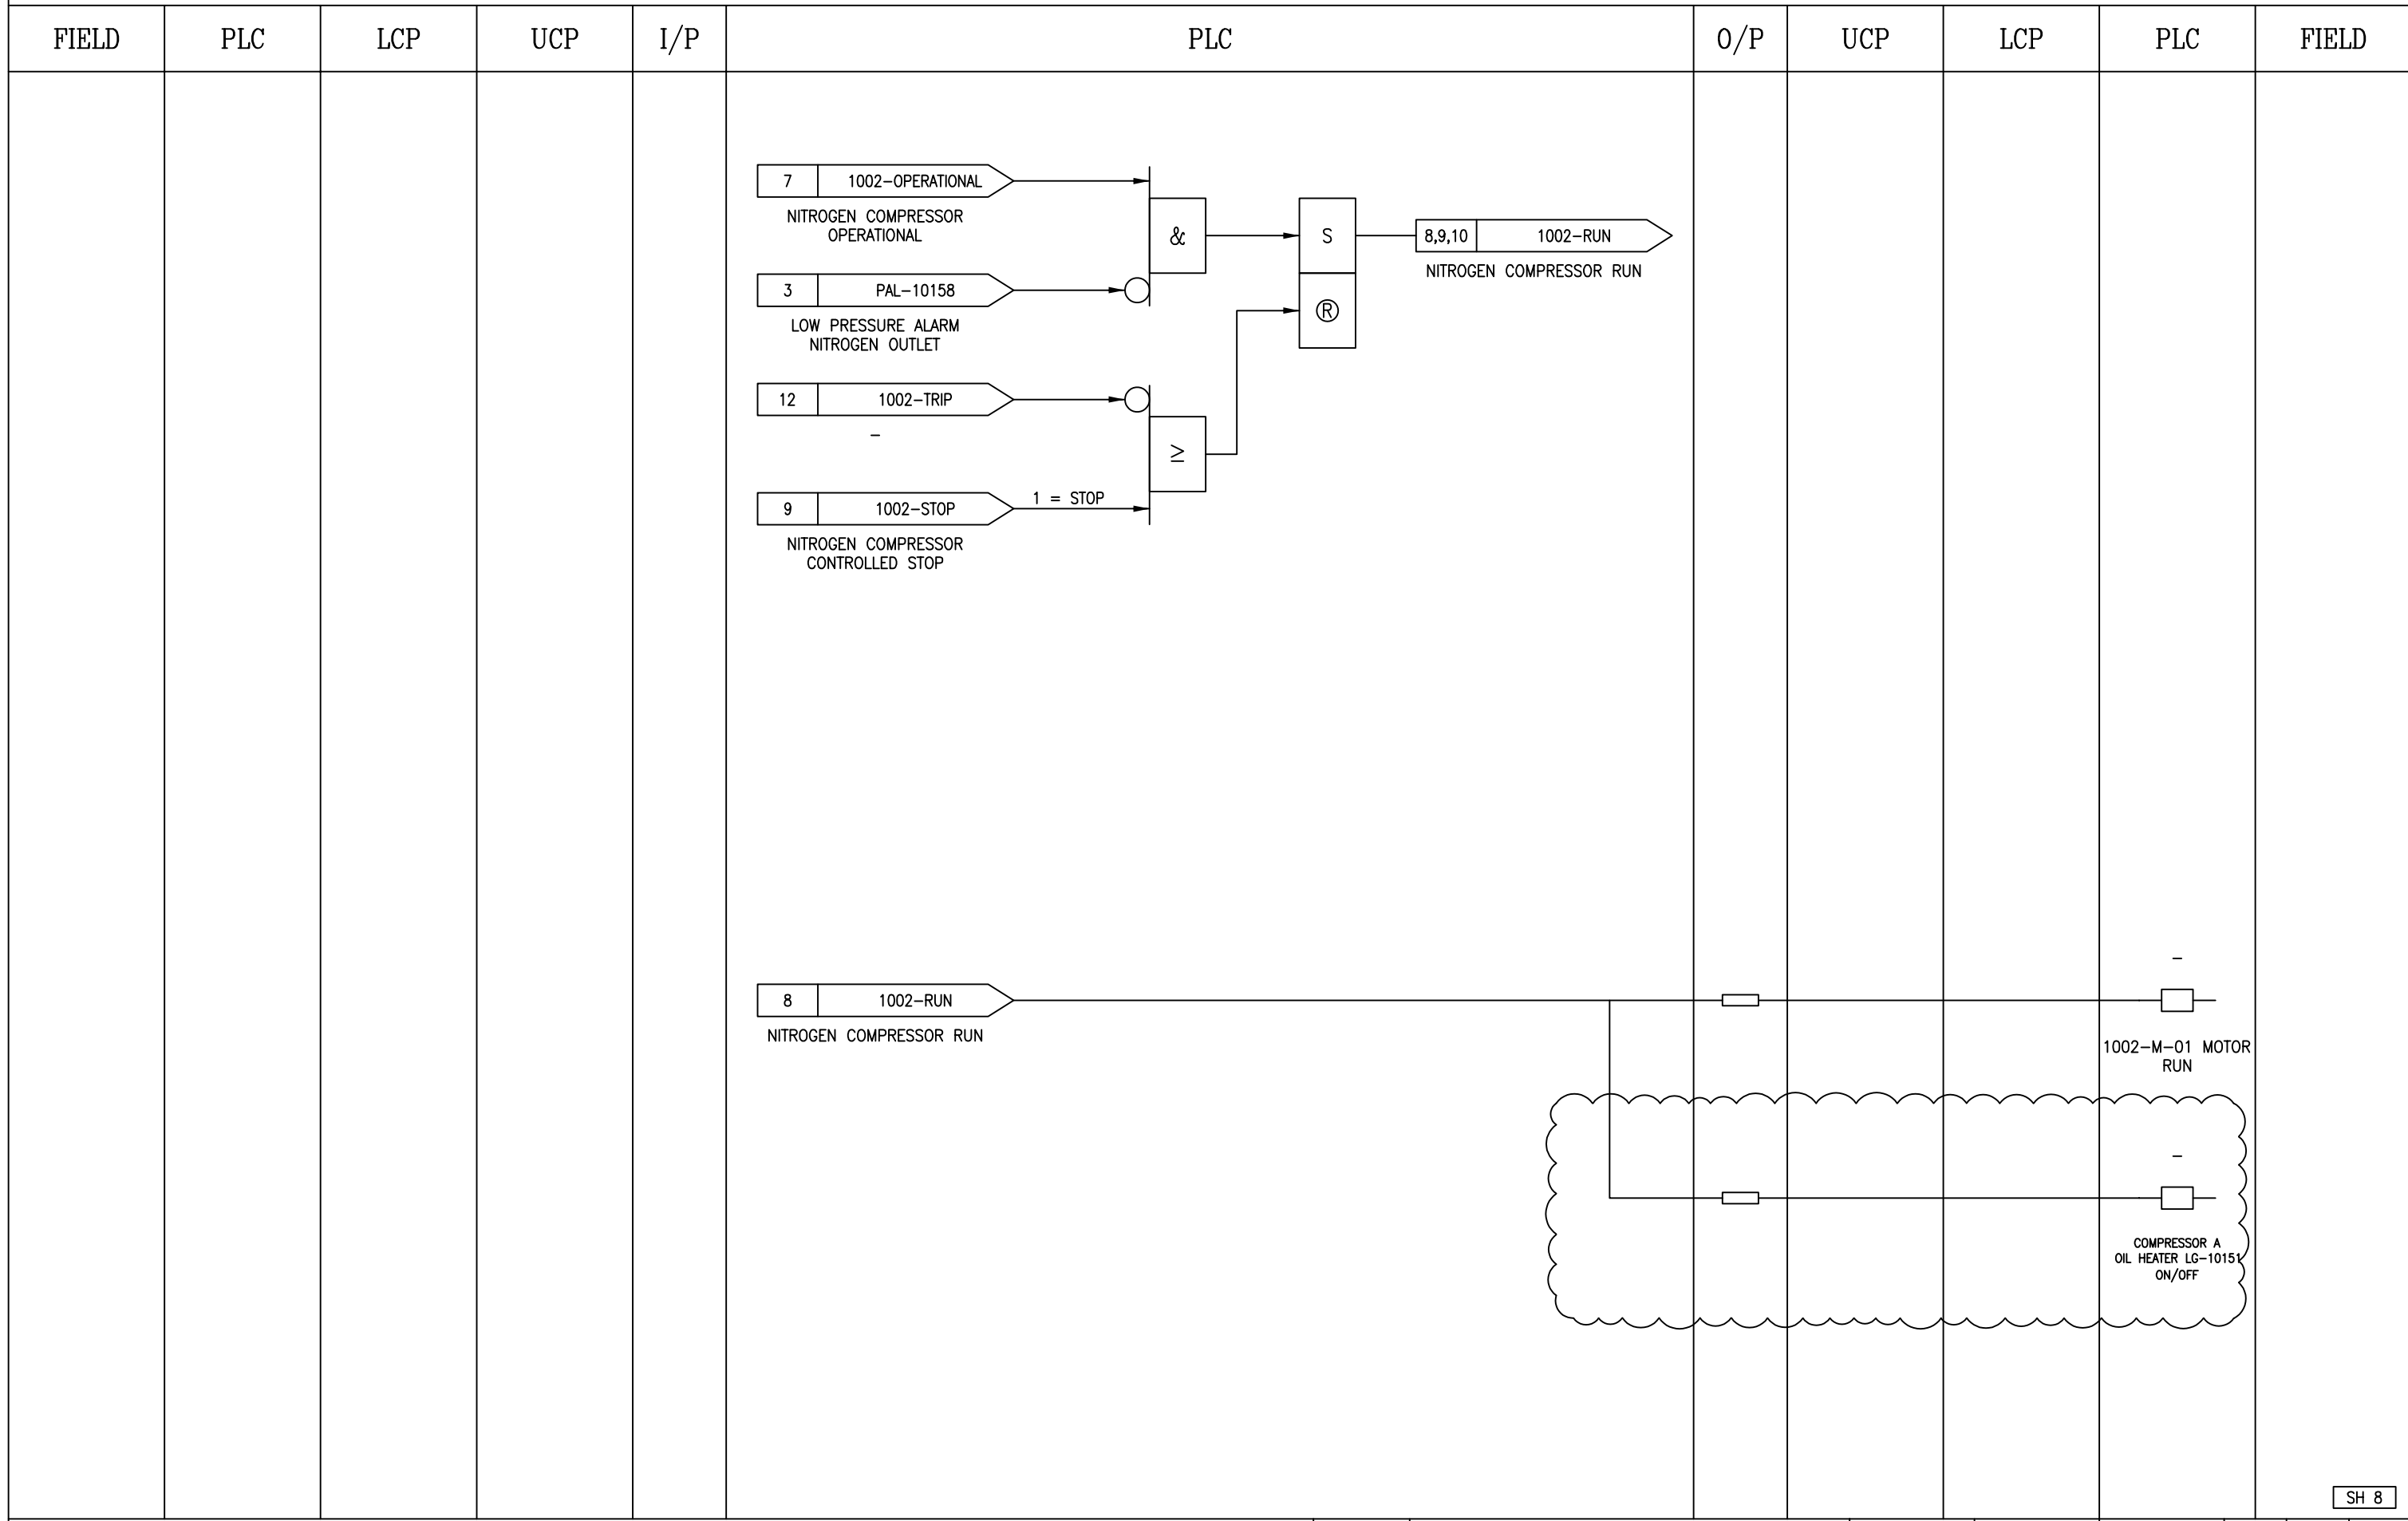 FIELD PLC LCP UCP I/P PLC O/P UCP LCP PLC FIELD
7 1002-OPERATIONAL
NITROGEN COMPRESSOR
OPERATIONAL
& S 8,9,10 1002-RUN
NITROGEN COMPRESSOR RUN
3 PAL-10158
LOW PRESSURE ALARM
NITROGEN OUTLET
R
12 1002-TRIP
-
≥
9 1002-STOP 1 = STOP
NITROGEN COMPRESSOR
CONTROLLED STOP
-
8 1002-RUN
NITROGEN COMPRESSOR RUN
1002-M-01 MOTOR
RUN
-
COMPRESSOR A
OIL HEATER LG-10151
ON/OFF
SH 8